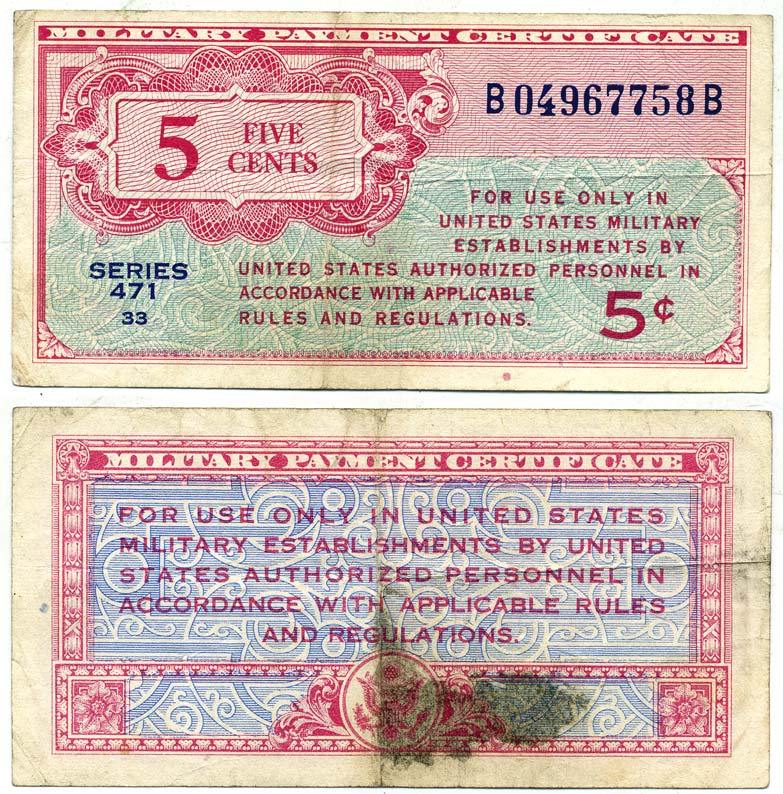 MILITARY PAYMENT CERTIFICATE
B04967758B
5 FIVE
CENTS
FOR USE ONLY IN
UNITED STATES MILITARY
ESTABLISHMENTS BY
UNITED STATES AUTHORIZED PERSONNEL IN
ACCORDANCE WITH APPLICABLE
RULES AND REGULATIONS.
SERIES
471
33
5¢
MILITARY PAYMENT CERTIFICATE
FOR USE ONLY IN UNITED STATES
MILITARY ESTABLISHMENTS BY UNITED
STATES AUTHORIZED PERSONNEL IN
ACCORDANCE WITH APPLICABLE RULES
AND REGULATIONS.